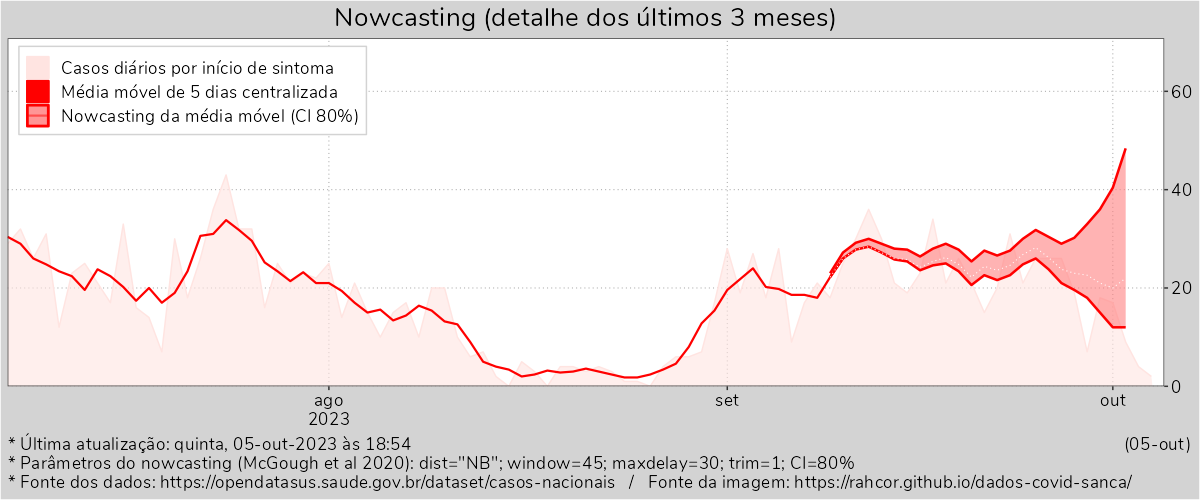 Nowcasting (detalhe dos últimos 3 meses)
Casos diários por início de sintoma
Média móvel de 5 dias centralizada
Nowcasting da média móvel (CI 80%)
60
40
20
0
ago
2023
set
out
* Última atualização: quinta, 05-out-2023 às 18:54
(05-out)
* Parâmetros do nowcasting (McGough et al 2020): dist="NB"; window=45; maxdelay=30; trim=1; CI=80%
* Fonte dos dados: https://opendatasus.saude.gov.br/dataset/casos-nacionais / Fonte da imagem: https://rahcor.github.io/dados-covid-sanca/